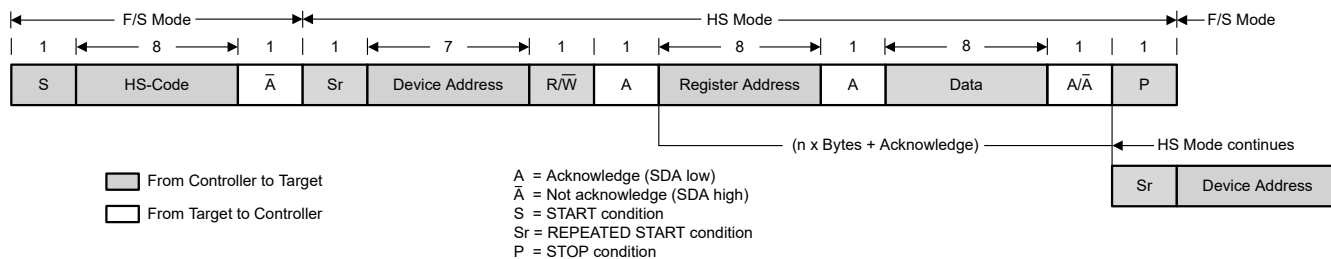 F/S Mode HS Mode F/S Mode
1 8 1 1 7 1 1 8 1 8 1 1
S HS-Code A̅ Sr Device Address R/W̅ A Register Address A Data A/A̅ P
(n x Bytes + Acknowledge) HS Mode continues
Sr Device Address
From Controller to Target
From Target to Controller
A = Acknowledge (SDA low)
A̅ = Not acknowledge (SDA high)
S = START condition
Sr = REPEATED START condition
P = STOP condition